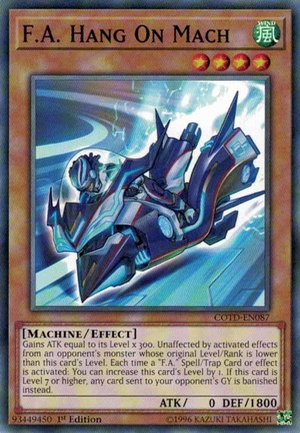 F.A. Hang On Mach
WIND
風
COTD-EN087
[Machine/Effect]
Gains ATK equal to its Level x 300. Unaffected by activated effects
from an opponent's monster whose original Level/Rank is lower
than this card's Level. Each time a "F.A." Spell/Trap Card or effect
is activated: You can increase this card's Level by 1. If this card
is Level 7 or higher, any card sent to your opponent's GY is banished
instead.
ATK/ 0 DEF/1800
93449450 1st Edition ©1996 KAZUKI TAKAHASHI